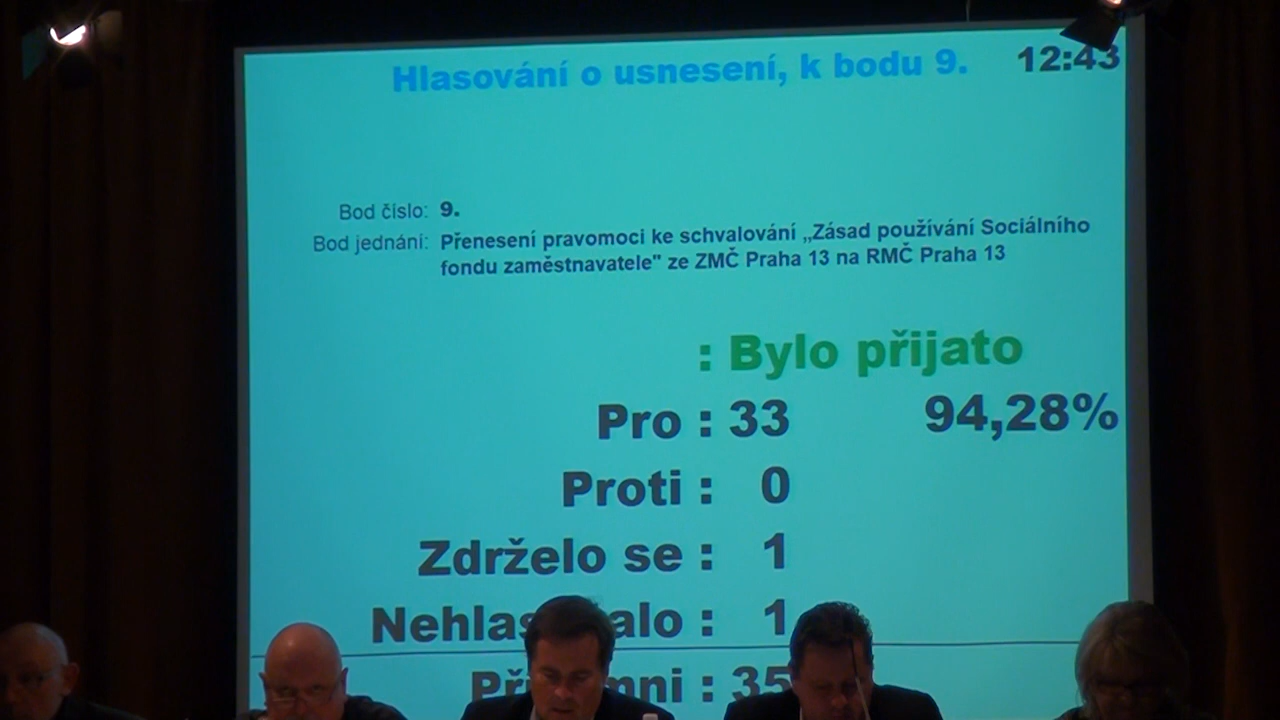 Hlasování o usnesení, k bodu 9. 12:43
Bod číslo: 9.
Bod jednání: Přenesení pravomoci ke schvalování „Zásad používání Sociálního
fondu zaměstnavatele" ze ZMČ Praha 13 na RMČ Praha 13
: Bylo přijato
Pro : 33 94,28%
Proti : 0
Zdrželo se : 1
: 1
: 35